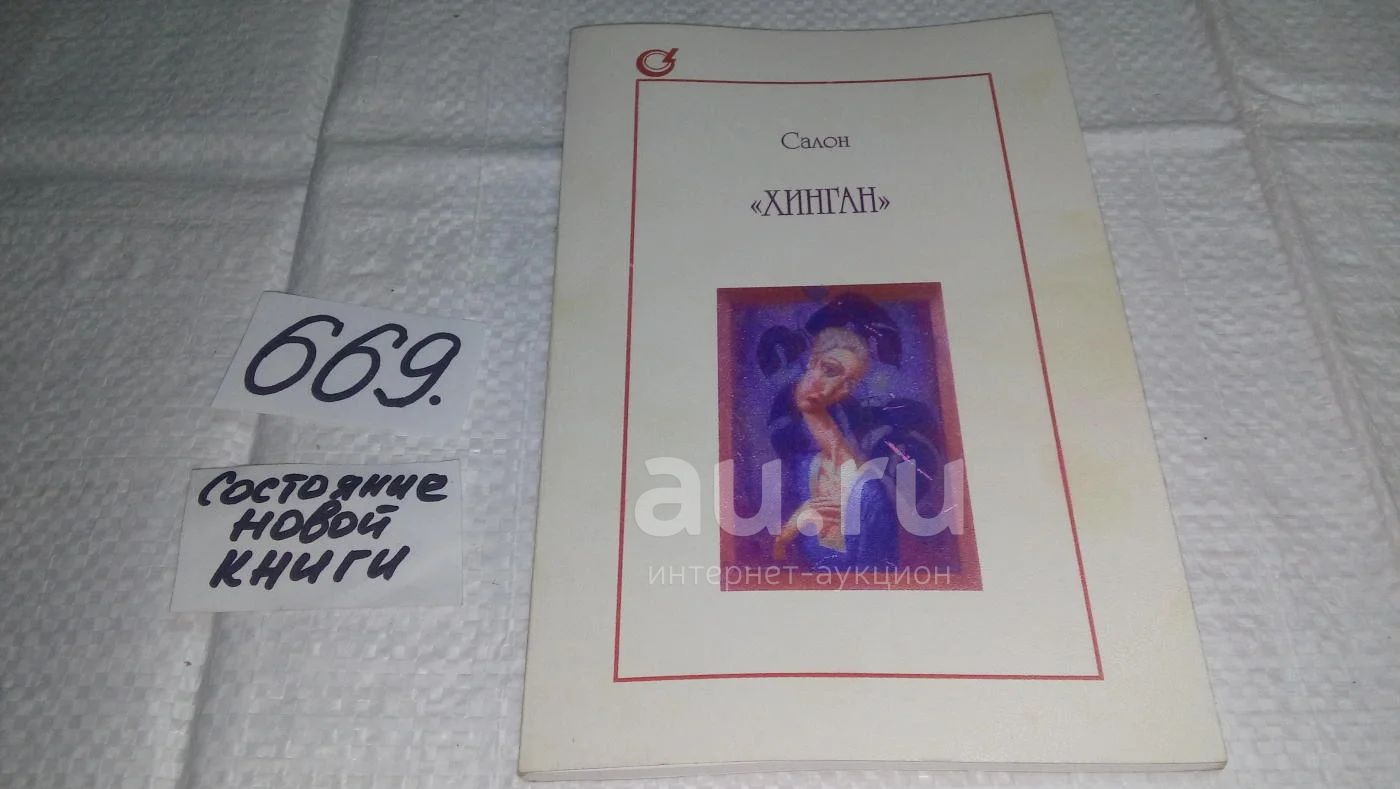 Салон
«ХИНГАН»
669.
состояние
новой
книги
au.ru
интернет-аукцион